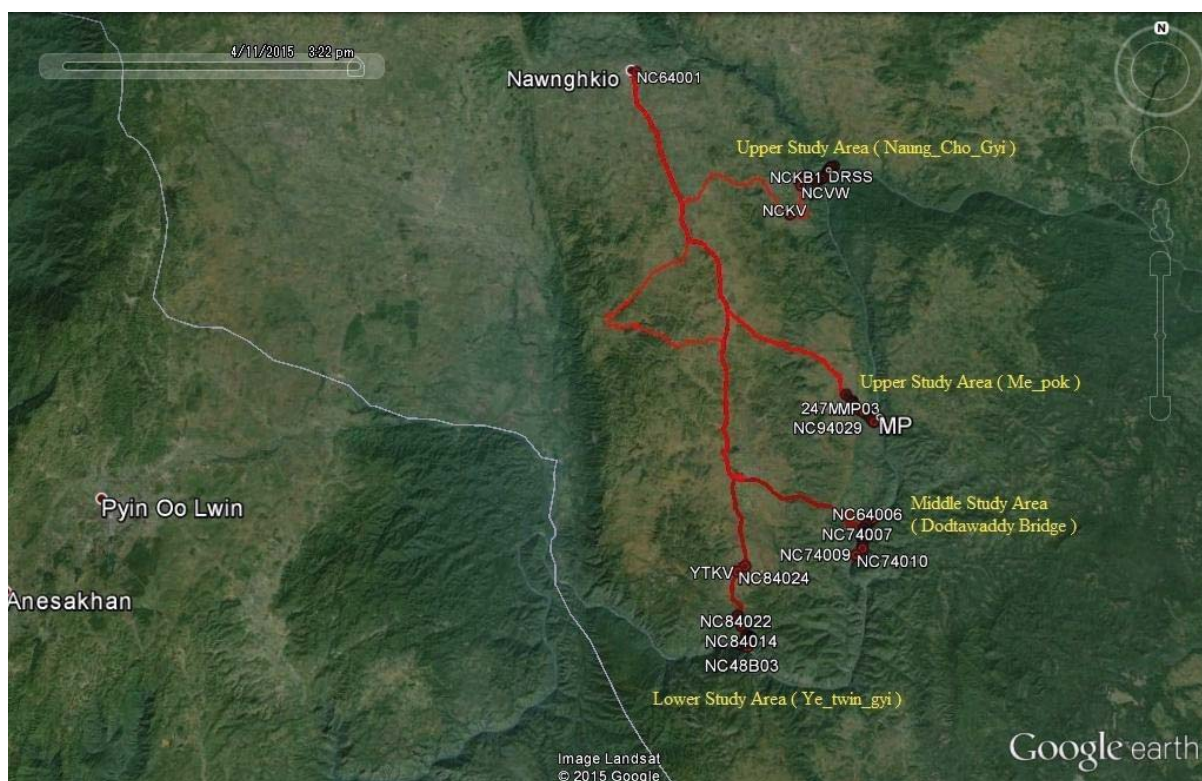 4/11/2015 3:22 pm
N
Nawnghkio
NC64001
Upper Study Area ( Naung_Cho_Gyi )
NCKB1 DRSS
NCVW
NCKV
Upper Study Area ( Me_pok )
247MMP03
MP
NC94029
Pyin Oo Lwin
Middle Study Area
( Dodtawaddy Bridge )
NC64006
NC74007
NC74009
NC74010
YTKV
NC84024
Anesakhan
NC84022
NC84014
NC48B03
Lower Study Area ( Ye_twin_gyi )
Image Landsat
© 2015 Google
Google earth